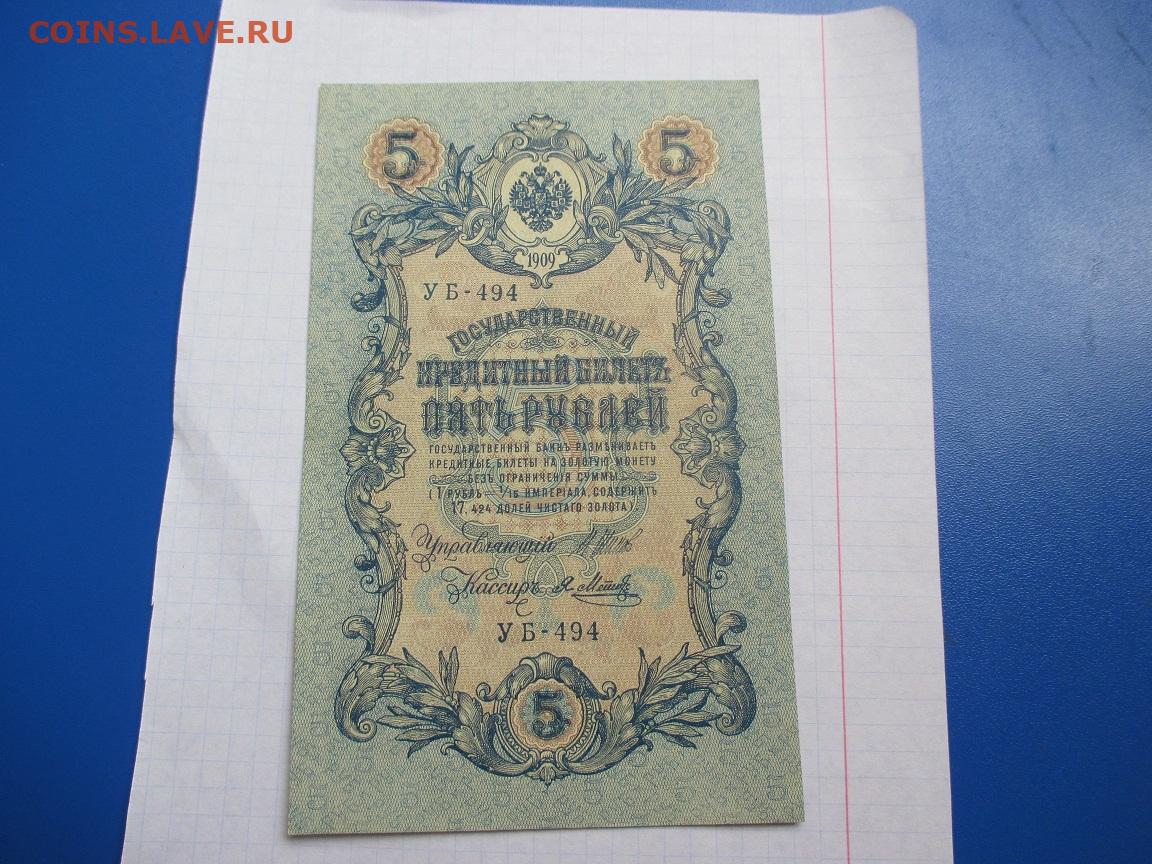 COINS.LAVE.RU
5 5
1909
УБ-494
ГОСУДАРСТВЕННЫЙ
КРЕДИТНЫЙ БИЛЕТЪ
ПЯТЬ РУБЛЕЙ
ГОСУДАРСТВЕННЫЙ БАНКЪ РАЗМѢНИВАЕТЪ
КРЕДИТНЫЕ БИЛЕТЫ НА ЗОЛОТУЮ МОНЕТУ
БЕЗЪ ОГРАНИЧЕНІЯ СУММЫ
(1 РУБЛЬ = 1/15 ИМПЕРІАЛА, СОДЕРЖИТЪ
17,424 ДОЛЕЙ ЧИСТАГО ЗОЛОТА).
Управляющій
Кассиръ Я. Метцъ
УБ-494
5